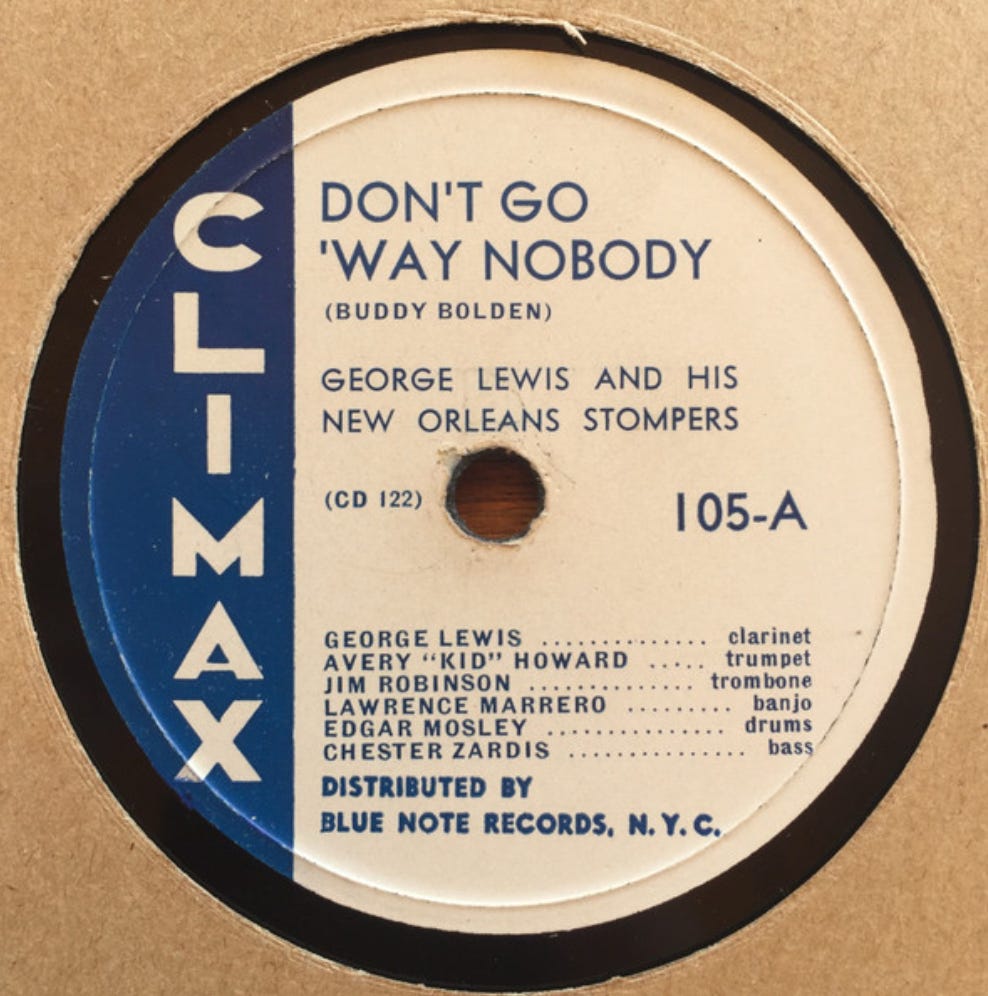 CLIMAX
DON'T GO
'WAY NOBODY
(BUDDY BOLDEN)
GEORGE LEWIS AND HIS
NEW ORLEANS STOMPERS
(CD 122)
105-A
GEORGE LEWIS .............. clarinet
AVERY “KID” HOWARD ..... trumpet
JIM ROBINSON .............. trombone
LAWRENCE MARRERO ......... banjo
EDGAR MOSLEY ............... drums
CHESTER ZARDIS ............... bass
DISTRIBUTED BY
BLUE NOTE RECORDS, N. Y. C.